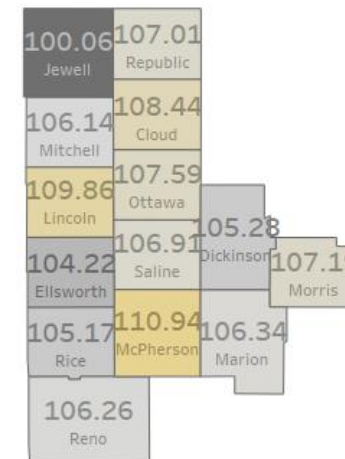 100.06
Jewell
107.01
Republic
106.14
Mitchell
108.44
Cloud
109.86
Lincoln
107.59
Ottawa
104.22
Ellsworth
106.91
Saline
105.28
Dickinson
107.1
Morris
105.17
Rice
110.94
McPherson
106.34
Marion
106.26
Reno